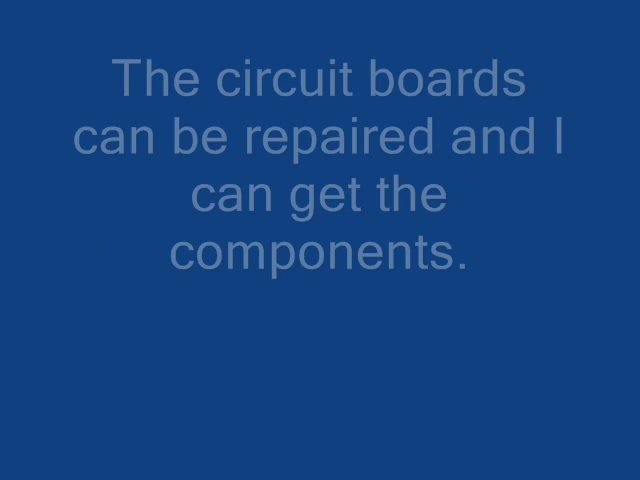 The circuit boards
can be repaired and I
can get the
components.